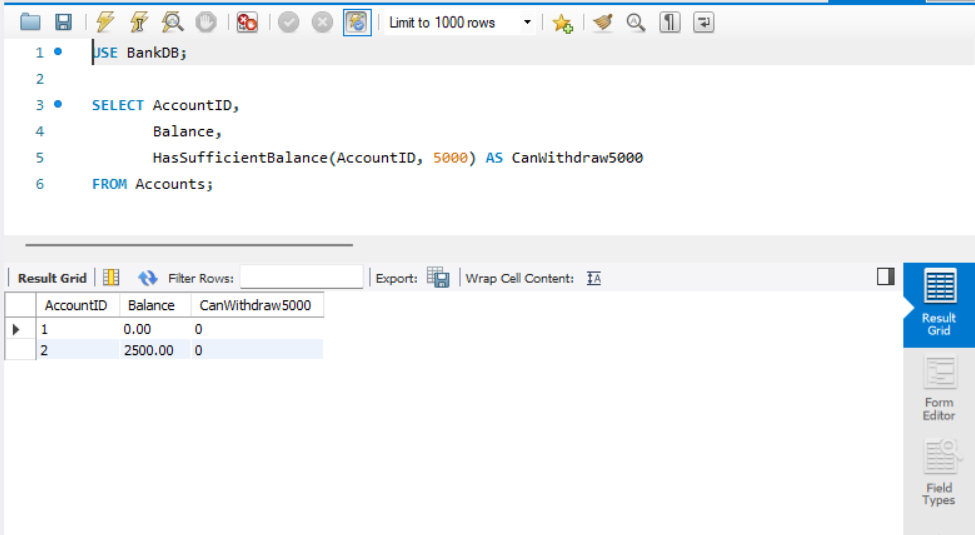 Limit to 1000 rows
1 USE BankDB;
2
3 SELECT AccountID,
4 Balance,
5 HasSufficientBalance(AccountID, 5000) AS CanWithdraw5000
6 FROM Accounts;
Result Grid Filter Rows: Export: Wrap Cell Content:
AccountID Balance CanWithdraw5000
1 0.00 0
2 2500.00 0
Result
Grid
Form
Editor
Field
Types